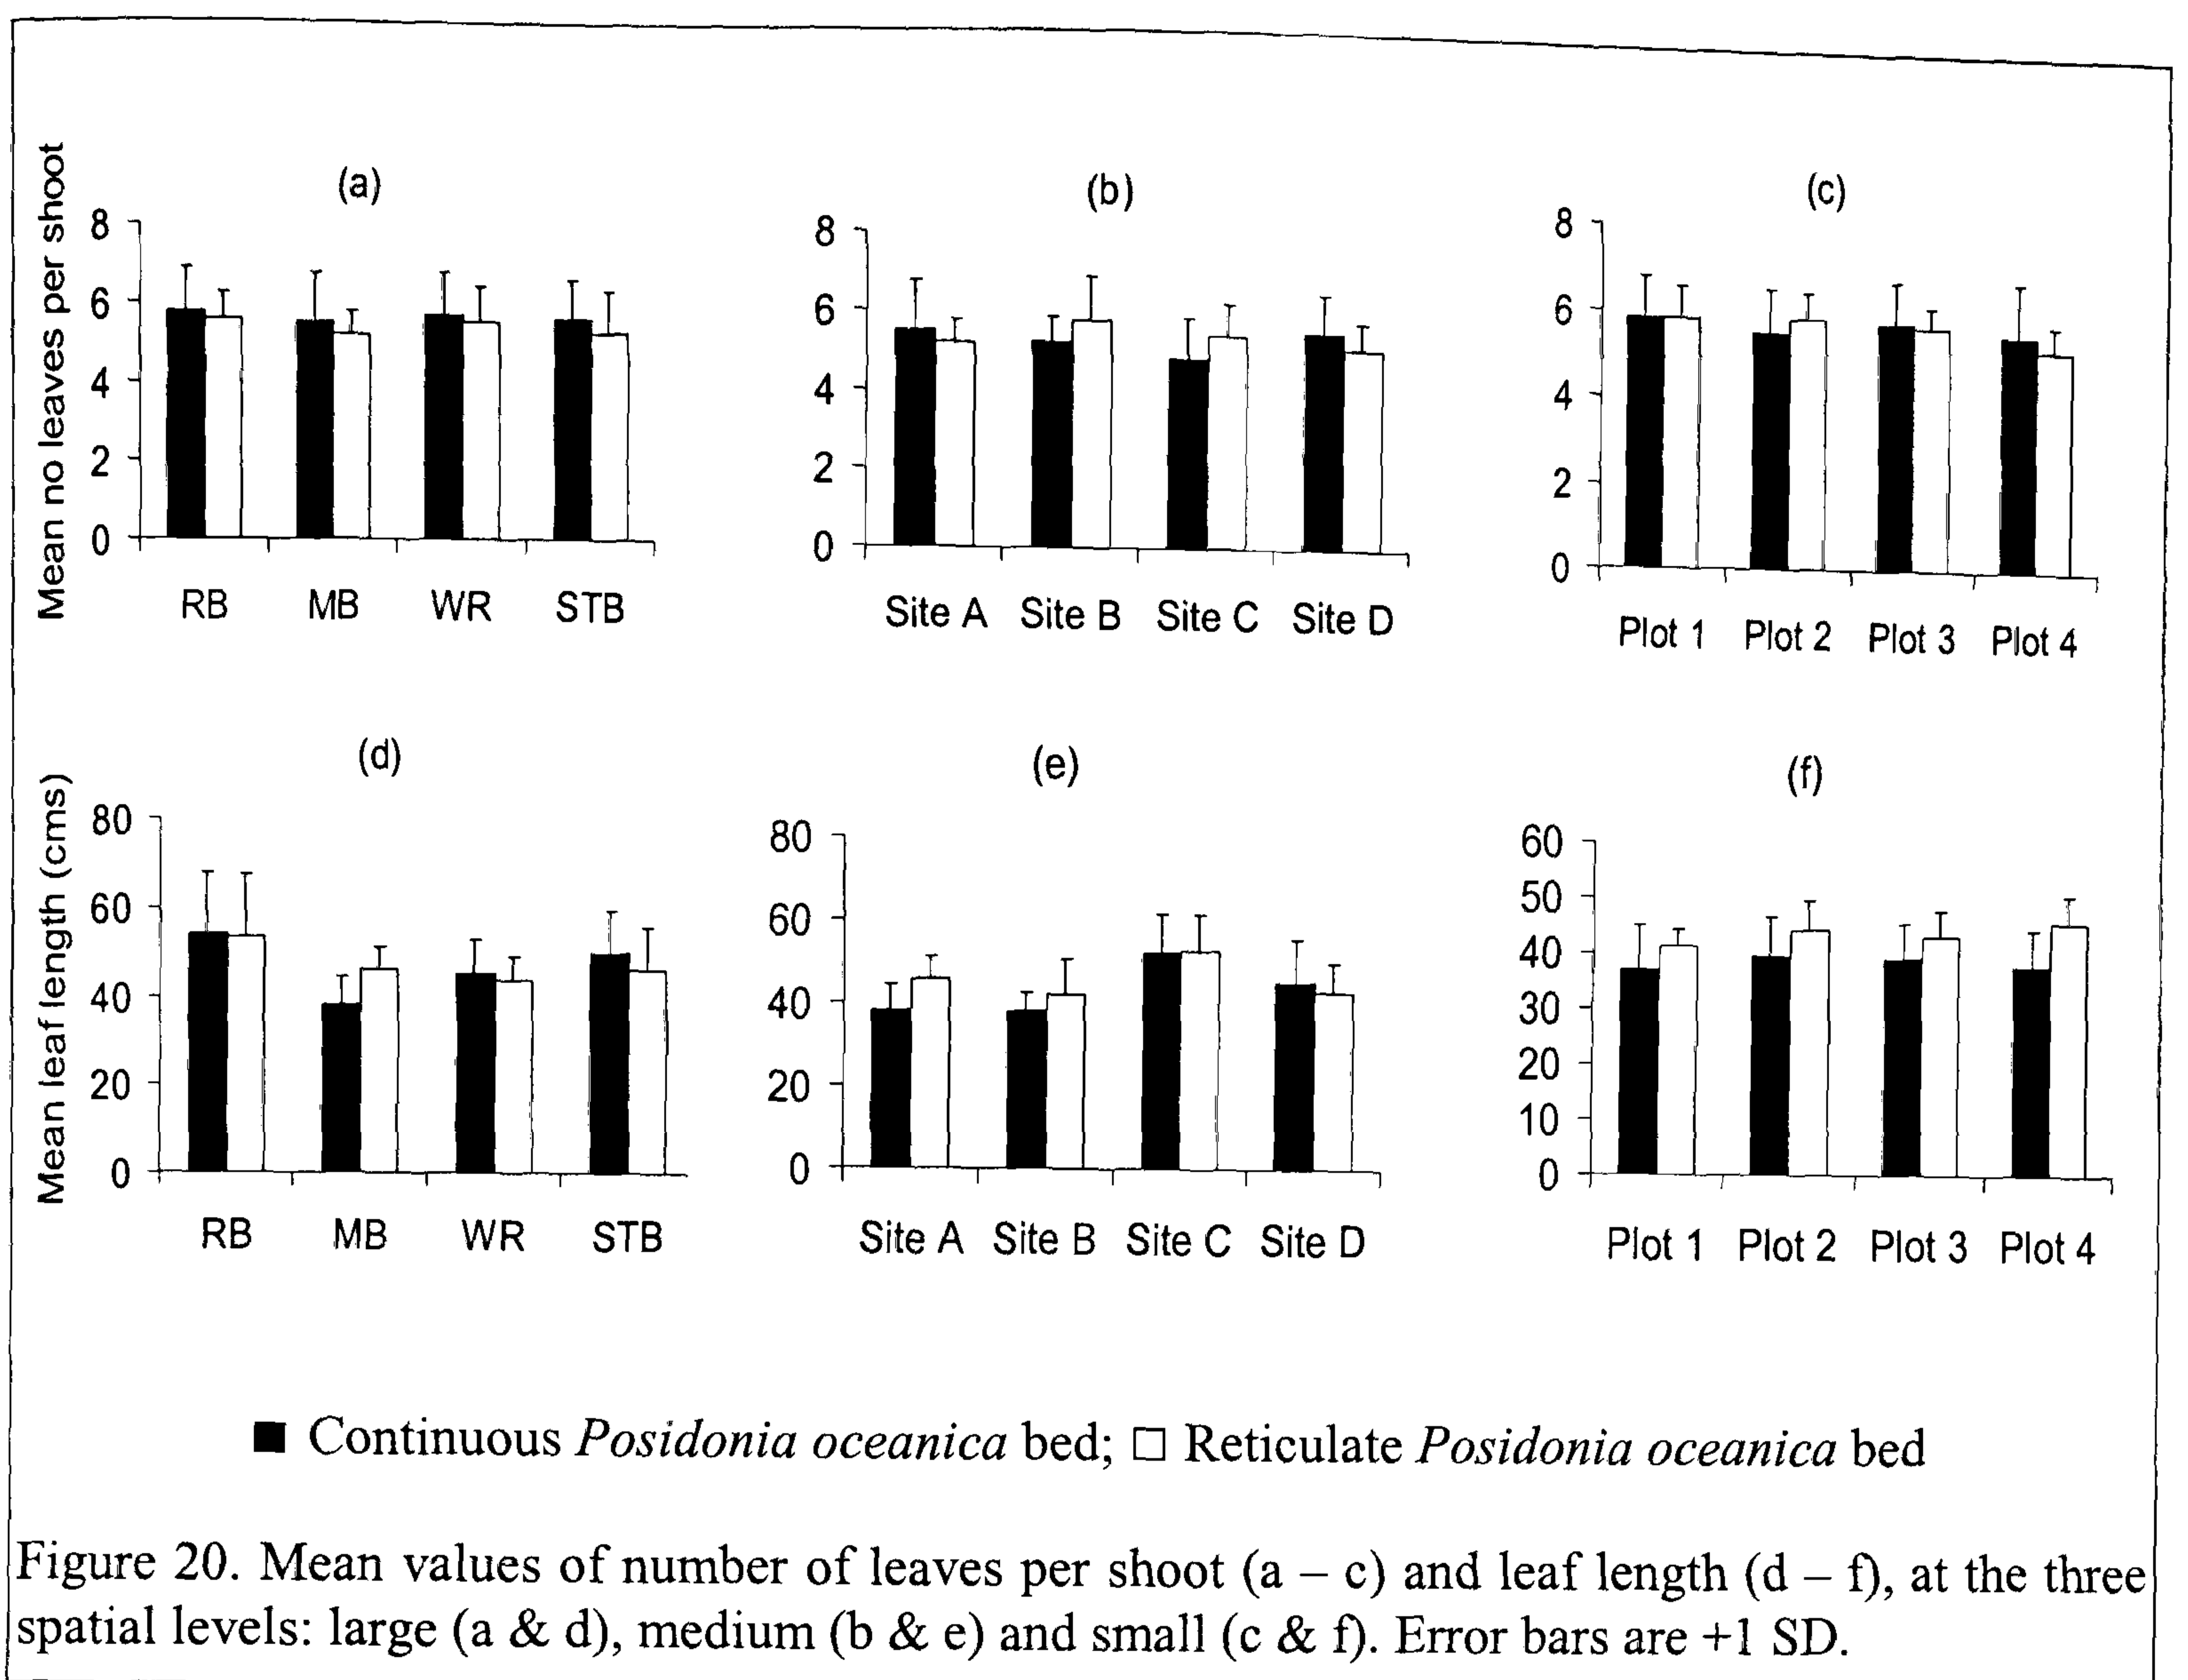 Mean no leaves per shoot
(a)
8
6
4
2
0
RB MB WR STB
(b)
8
6
4
2
0
Site A Site B Site C Site D
(c)
8
6
4
2
0
Plot 1 Plot 2 Plot 3 Plot 4
Mean leaf length (cms)
(d)
80
60
40
20
0
RB MB WR STB
(e)
80
60
40
20
0
Site A Site B Site C Site D
(f)
60
50
40
30
20
10
0
Plot 1 Plot 2 Plot 3 Plot 4
■ Continuous Posidonia oceanica bed; □ Reticulate Posidonia oceanica bed
Figure 20. Mean values of number of leaves per shoot (a – c) and leaf length (d – f), at the three
spatial levels: large (a & d), medium (b & e) and small (c & f). Error bars are +1 SD.